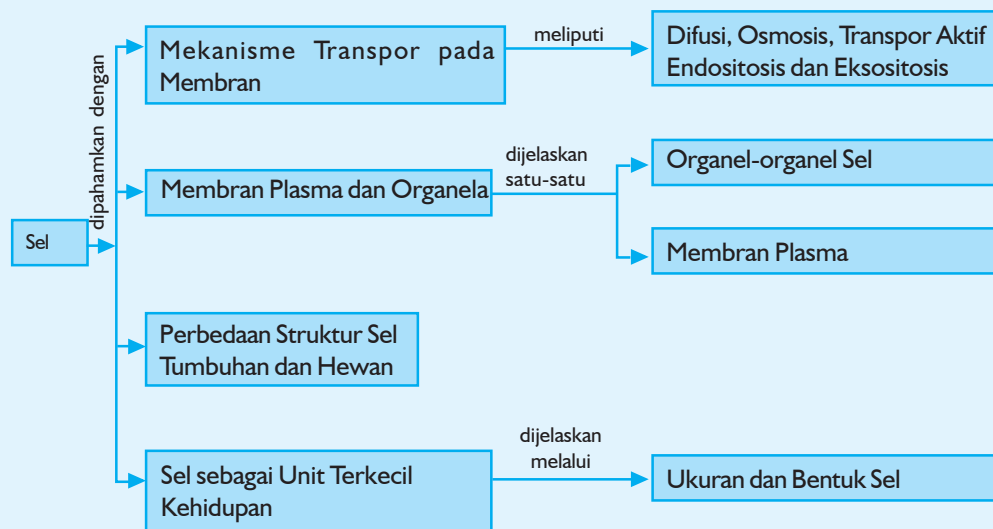 Sel
dipahamkan dengan
Mekanisme Transpor pada
Membran
meliputi
Difusi, Osmosis, Transpor Aktif
Endositosis dan Eksositosis
Membran Plasma dan Organela
dijelaskan
satu-satu
Organel-organel Sel
Membran Plasma
Perbedaan Struktur Sel
Tumbuhan dan Hewan
Sel sebagai Unit Terkecil
Kehidupan
dijelaskan
melalui
Ukuran dan Bentuk Sel